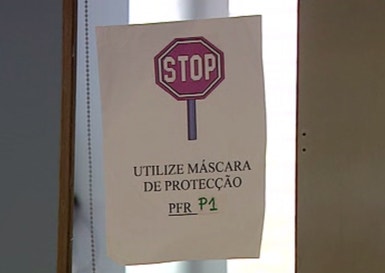 STOP
UTILIZE MÁSCARA
DE PROTECÇÃO
PFR P1